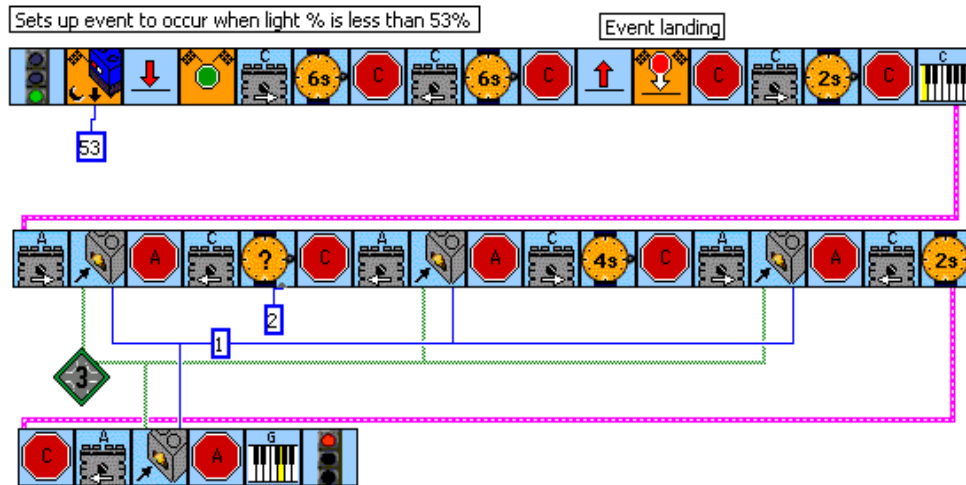 Sets up event to occur when light % is less than 53%
Event landing
C 6s C C 6s C C C 2s C C
53
A A C ? C A A C 4s C A A C 2s
2
1
3
C A A G